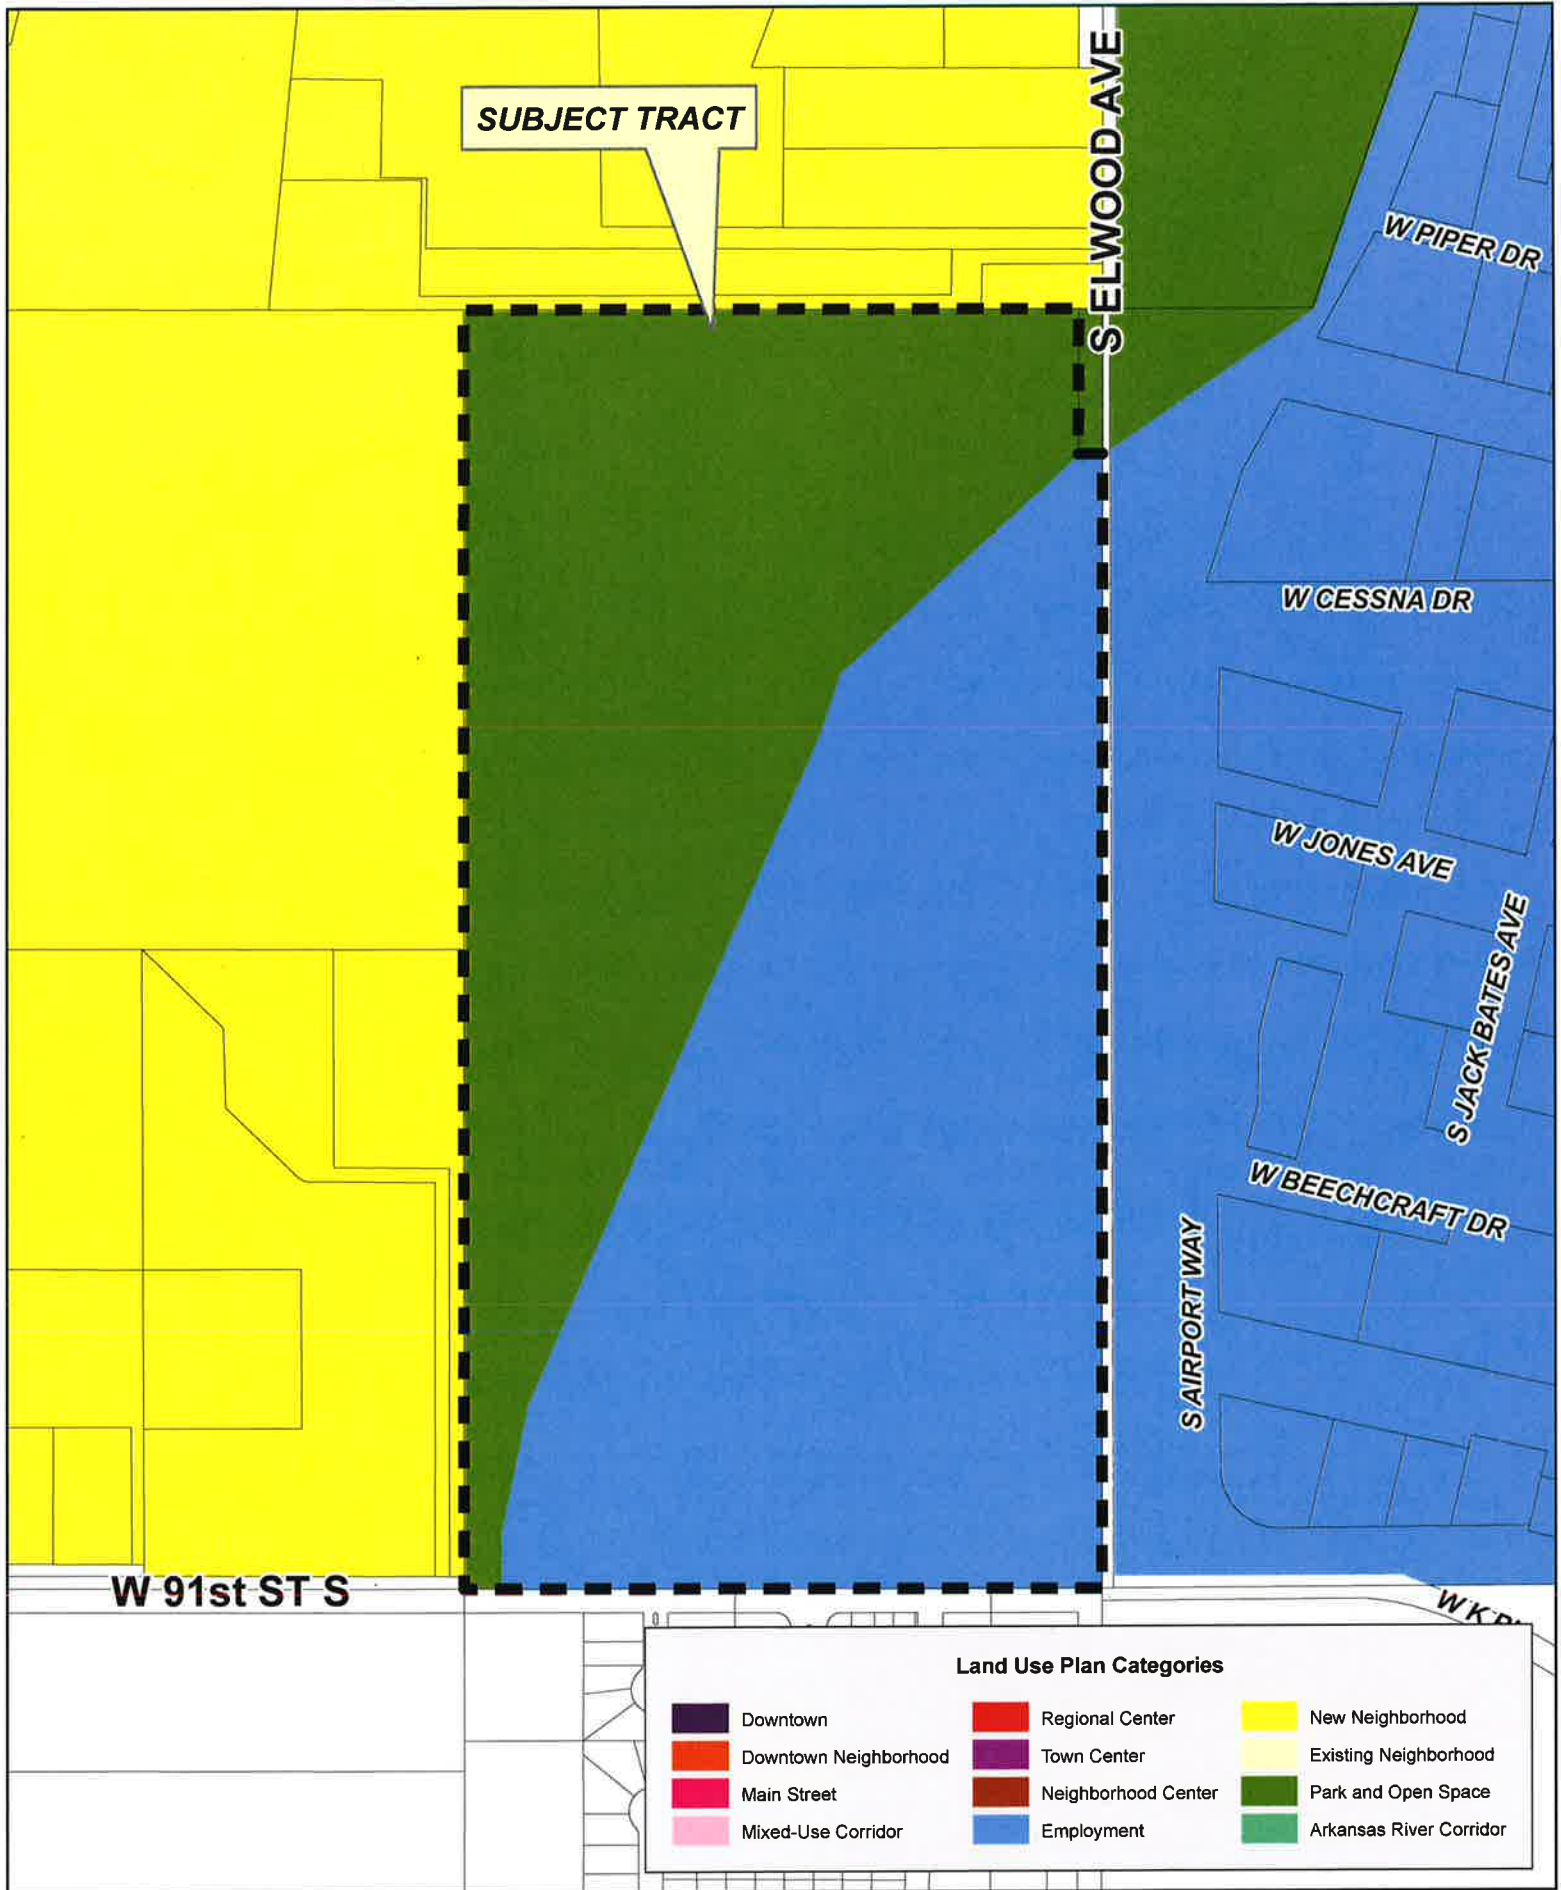 SUBJECT TRACT
S ELWOOD AVE
W PIPER DR
W CESSNA DR
W JONES AVE
S JACK BATES AVE
W BEECHCRAFT DR
S AIRPORT WAY
W 91st ST S
W K
Land Use Plan Categories
Downtown
Downtown Neighborhood
Main Street
Mixed-Use Corridor
Regional Center
Town Center
Neighborhood Center
Employment
New Neighborhood
Existing Neighborhood
Park and Open Space
Arkansas River Corridor